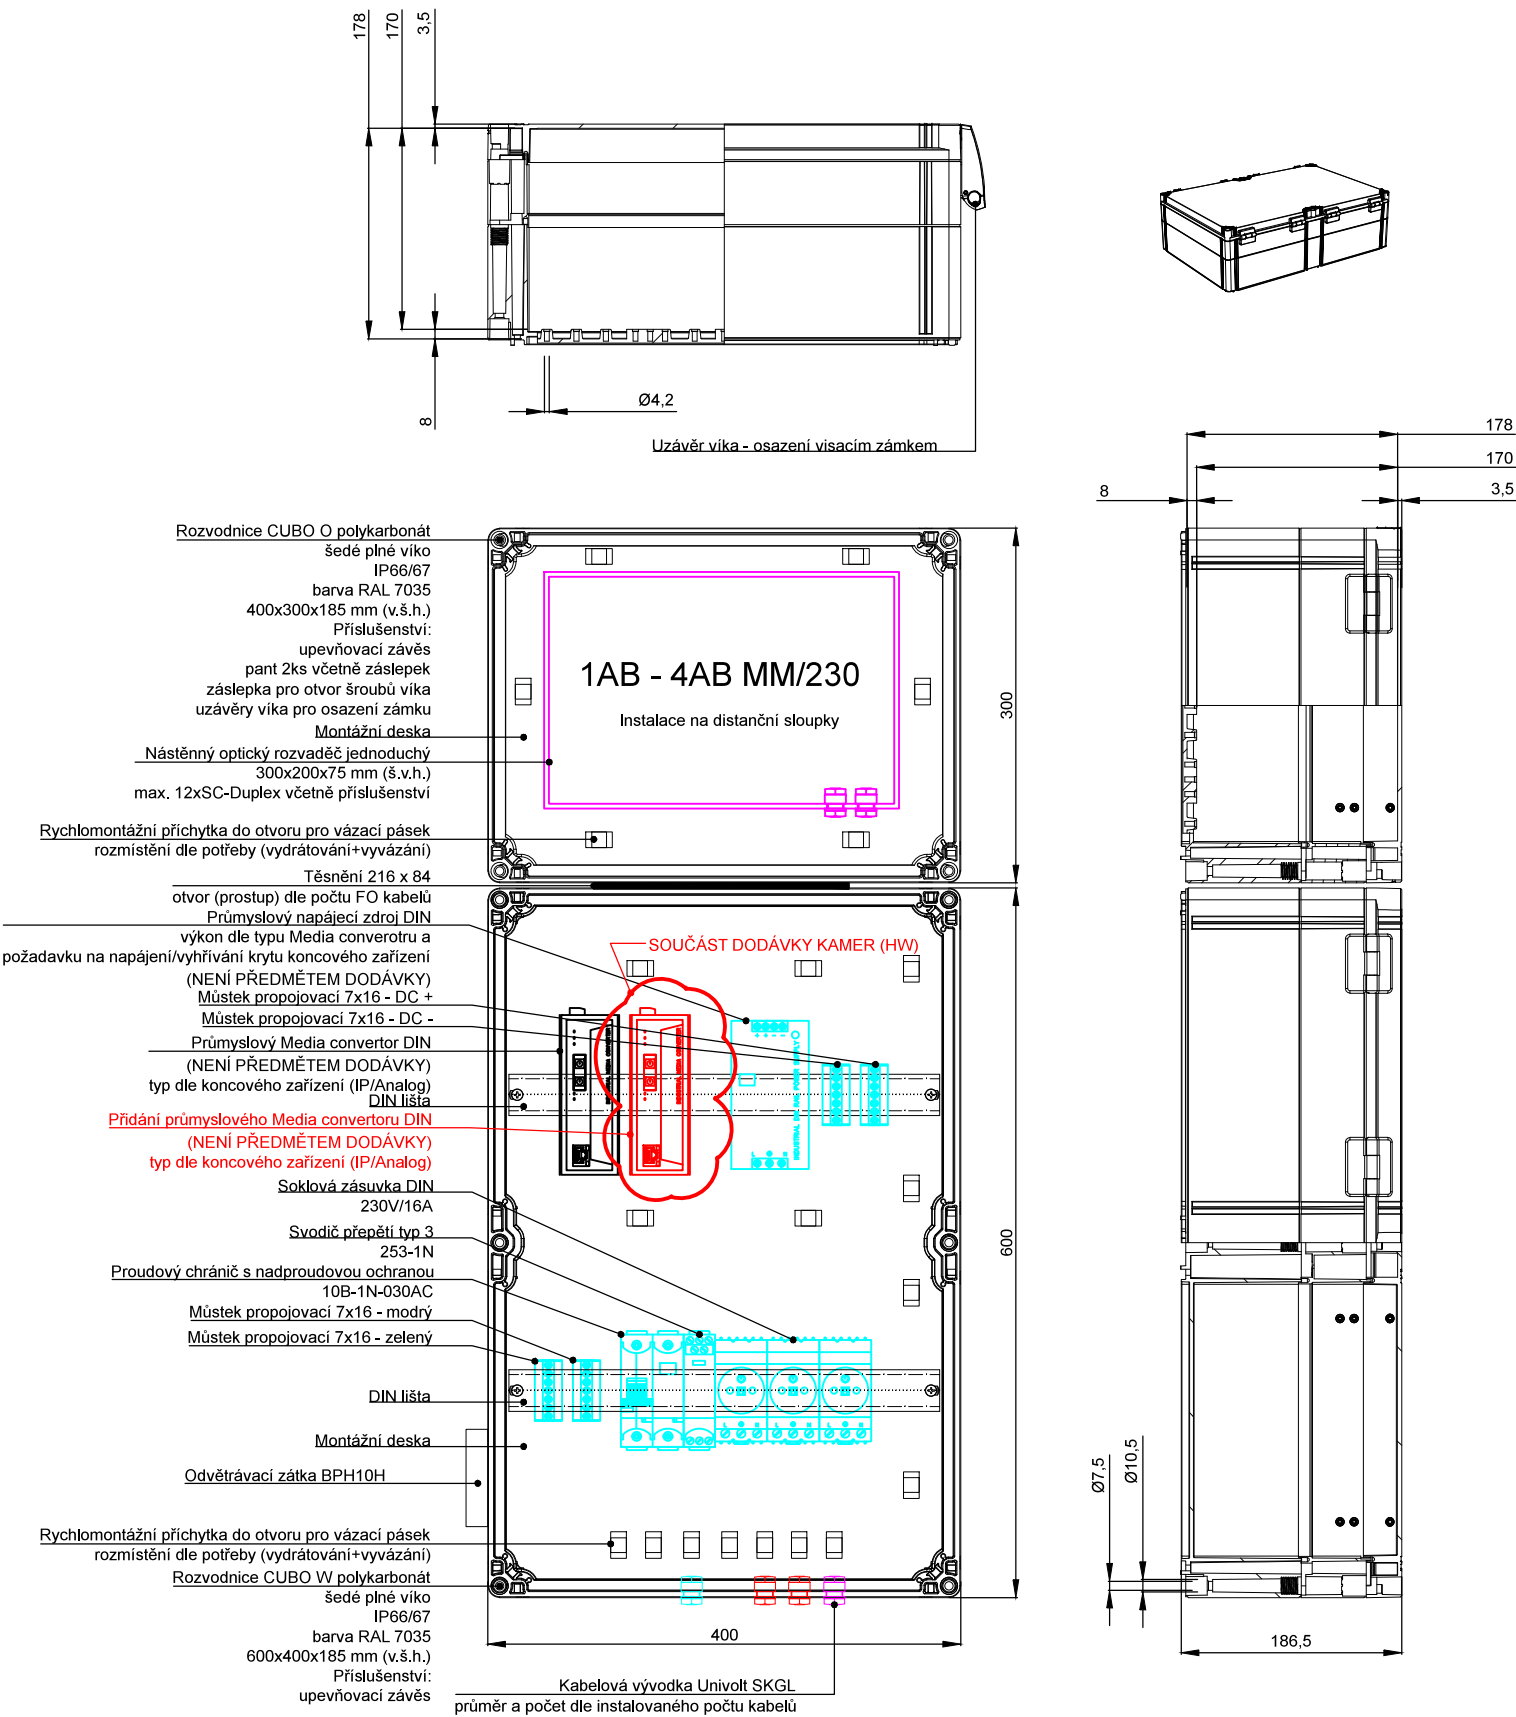 178
170
3,5
8
Ø4,2
Uzávěr víka - osazení visacím zámkem
178
170
8
3,5
Rozvodnice CUBO O polykarbonát
šedé plné víko
IP66/67
barva RAL 7035
400x300x185 mm (v.š.h.)
Příslušenství:
upevňovací závěs
pant 2ks včetně záslepek
záslepka pro otvor šroubů víka
uzávěry víka pro osazení zámku
Montážní deska
Nástěnný optický rozvaděč jednoduchý
300x200x75 mm (š.v.h.)
max. 12xSC-Duplex včetně příslušenství
Rychlomontážní příchytka do otvoru pro vázací pásek
rozmístění dle potřeby (vydrátování+vyvázání)
1AB - 4AB MM/230
Instalace na distanční sloupky
300
Těsnění 216 x 84
otvor (prostup) dle počtu FO kabelů
Průmyslový napájecí zdroj DIN
výkon dle typu Media converotru a
požadavku na napájení/vyhřívání krytu koncového zařízení
(NENÍ PŘEDMĚTEM DODÁVKY)
Můstek propojovací 7x16 - DC +
Můstek propojovací 7x16 - DC -
Průmyslový Media convertor DIN
(NENÍ PŘEDMĚTEM DODÁVKY)
typ dle koncového zařízení (IP/Analog)
DIN lišta
Přidání průmyslového Media convertoru DIN
(NENÍ PŘEDMĚTEM DODÁVKY)
typ dle koncového zařízení (IP/Analog)
SOUČÁST DODÁVKY KAMER (HW)
INDUSTRIAL MEDIA CONVERTER
INDUSTRIAL MEDIA CONVERTER
INDUSTRIAL DIN RAIL POWER SUPPLY
Soklová zásuvka DIN
230V/16A
Svodič přepětí typ 3
253-1N
Proudový chránič s nadproudovou ochranou
10B-1N-030AC
Můstek propojovací 7x16 - modrý
Můstek propojovací 7x16 - zelený
DIN lišta
Montážní deska
Odvětrávací zátka BPH10H
Rychlomontážní příchytka do otvoru pro vázací pásek
rozmístění dle potřeby (vydrátování+vyvázání)
Rozvodnice CUBO W polykarbonát
šedé plné víko
IP66/67
barva RAL 7035
600x400x185 mm (v.š.h.)
Příslušenství:
upevňovací závěs
600
400
Kabelová vývodka Univolt SKGL
průměr a počet dle instalovaného počtu kabelů
Ø7,5
Ø10,5
186,5